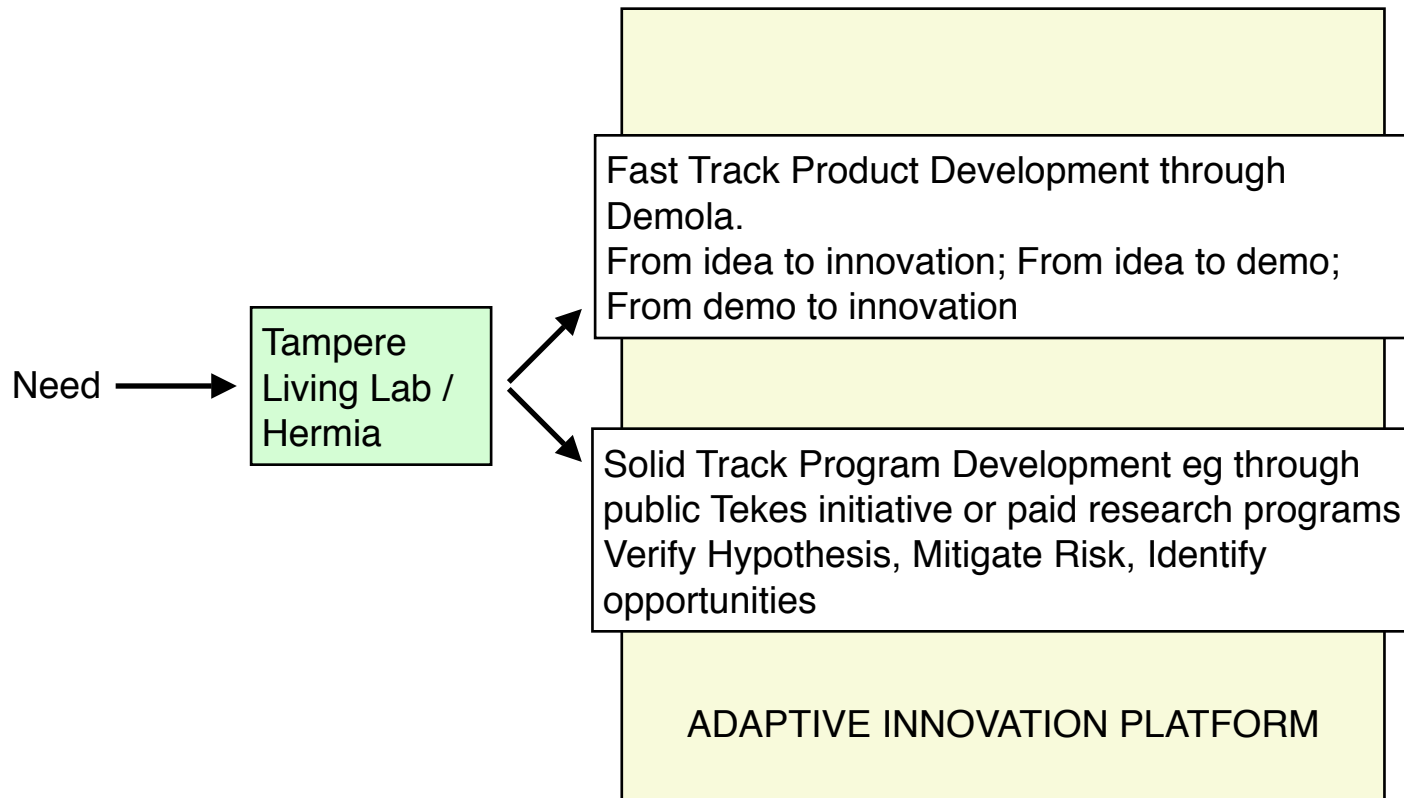 Need
Tampere
Living Lab /
Hermia
Fast Track Product Development through
Demola.
From idea to innovation; From idea to demo;
From demo to innovation
Solid Track Program Development eg through
public Tekes initiative or paid research programs
Verify Hypothesis, Mitigate Risk, Identify
opportunities
ADAPTIVE INNOVATION PLATFORM